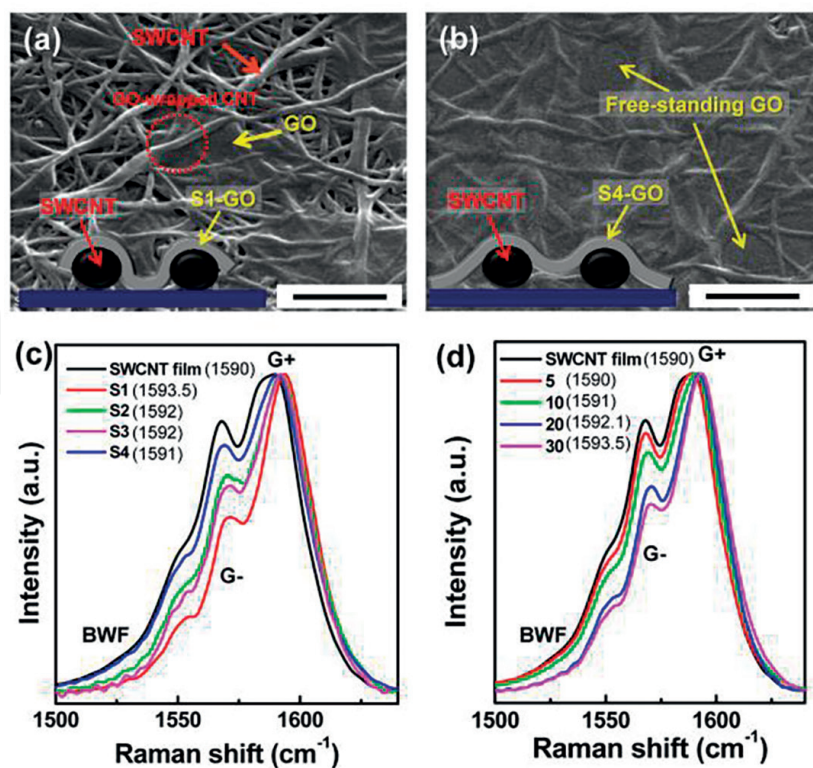 (a)
SWCNT
GO-wrapped CNT
GO
S1-GO
SWCNT
(b)
Free-standing GO
S4-GO
SWCNT
(c)
G+
SWCNT film (1590)
S1 (1593.5)
S2 (1592)
S3 (1592)
S4 (1591)
G-
BWF
Intensity (a.u.)
1500 1550 1600
Raman shift (cm-1)
(d)
G+
SWCNT film (1590)
5 (1590)
10 (1591)
20 (1592.1)
30 (1593.5)
G-
BWF
Intensity (a.u.)
1500 1550 1600
Raman shift (cm-1)